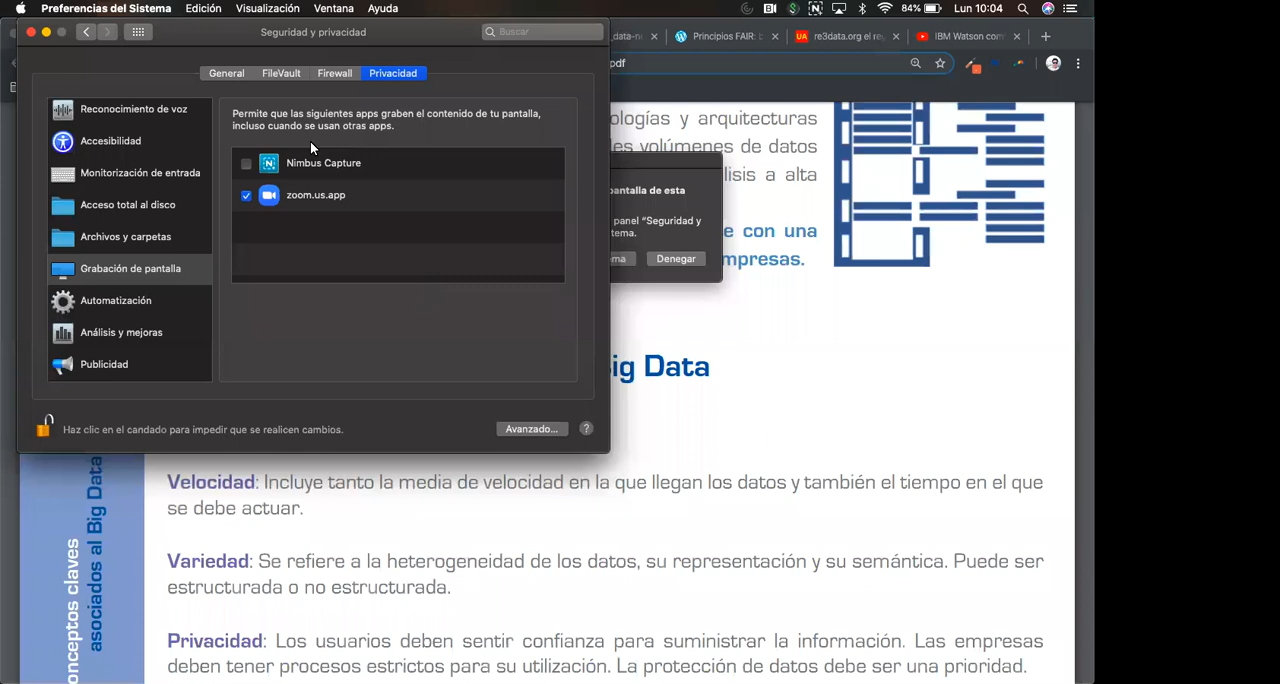 Preferencias del Sistema Edición Visualización Ventana Ayuda
84% Lun 10:04
Seguridad y privacidad
Buscar
_data-ne
Principios FAIR: b
re3data.org el reg
IBM Watson com
pdf
General FileVault Firewall Privacidad
Reconocimiento de voz
Accesibilidad
Monitorización de entrada
Acceso total al disco
Archivos y carpetas
Grabación de pantalla
Automatización
Análisis y mejoras
Publicidad
Permite que las siguientes apps graben el contenido de tu pantalla,
incluso cuando se usan otras apps.
Nimbus Capture
zoom.us.app
Haz clic en el candado para impedir que se realicen cambios.
Avanzado...
?
pantalla de esta
panel “Seguridad y
tema.
ma
Denegar
ologías y arquitecturas
les volúmenes de datos
lisis a alta
e con una
mpresas.
ig Data
onceptos claves
asociados al Big Data
Velocidad: Incluye tanto la media de velocidad en la que llegan los datos y también el tiempo en el que
se debe actuar.
Variedad: Se refiere a la heterogeneidad de los datos, su representación y su semántica. Puede ser
estructurada o no estructurada.
Privacidad: Los usuarios deben sentir confianza para suministrar la información. Las empresas
deben tener procesos estrictos para su utilización. La protección de datos debe ser una prioridad.